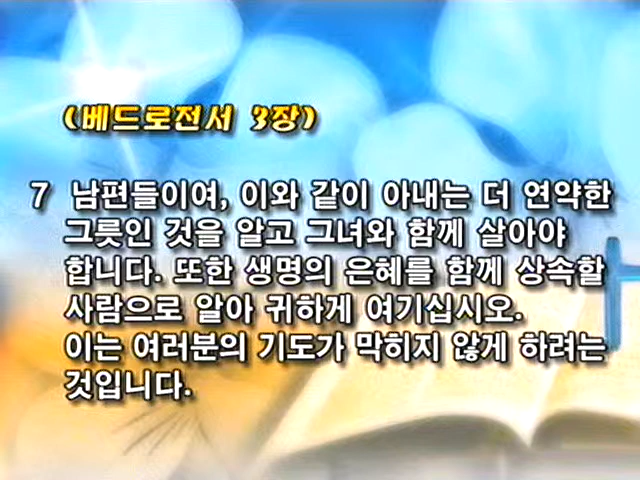 (베드로전서 3장)
7 남편들이여, 이와 같이 아내는 더 연약한
그릇인 것을 알고 그녀와 함께 살아야
합니다. 또한 생명의 은혜를 함께 상속할
사람으로 알아 귀하게 여기십시오.
이는 여러분의 기도가 막히지 않게 하려는
것입니다.